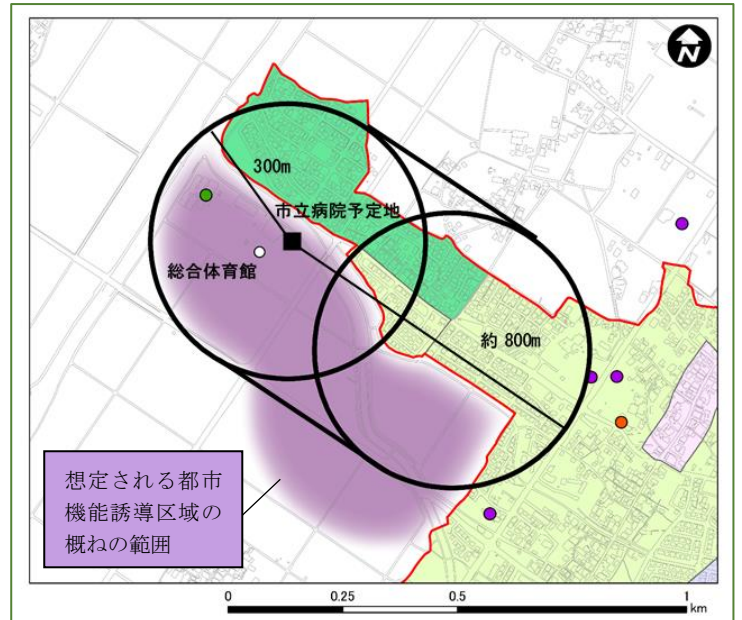 N
300m
市立病院予定地
総合体育館
約 800m
想定される都市
機能誘導区域の
概ねの範囲
0 0.25 0.5 1
km